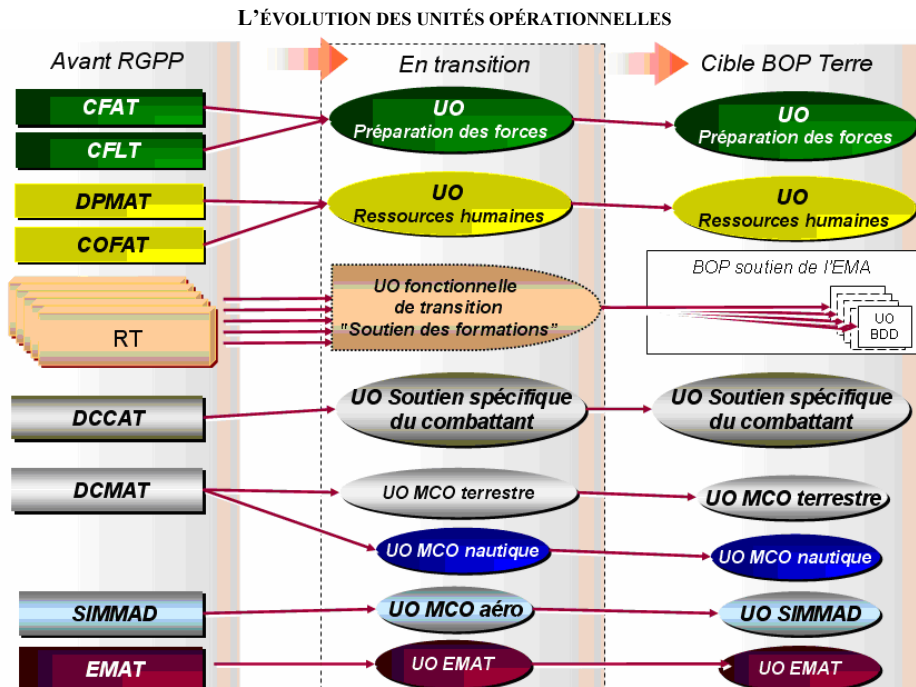 L'ÉVOLUTION DES UNITÉS OPÉRATIONNELLES
Avant RGPP
En transition
Cible BOP Terre
CFAT
CFLT
UO
Préparation des forces
UO
Préparation des forces
DPMAT
COFAT
UO
Ressources humaines
UO
Ressources humaines
RT
UO fonctionnelle
de transition
"Soutien des formations"
BOP soutien de l'EMA
UO
BDD
DCCAT
UO Soutien spécifique
du combattant
UO Soutien spécifique
du combattant
DCMAT
UO MCO terrestre
UO MCO terrestre
UO MCO nautique
UO MCO nautique
SIMMAD
UO MCO aéro
UO SIMMAD
EMAT
UO EMAT
UO EMAT